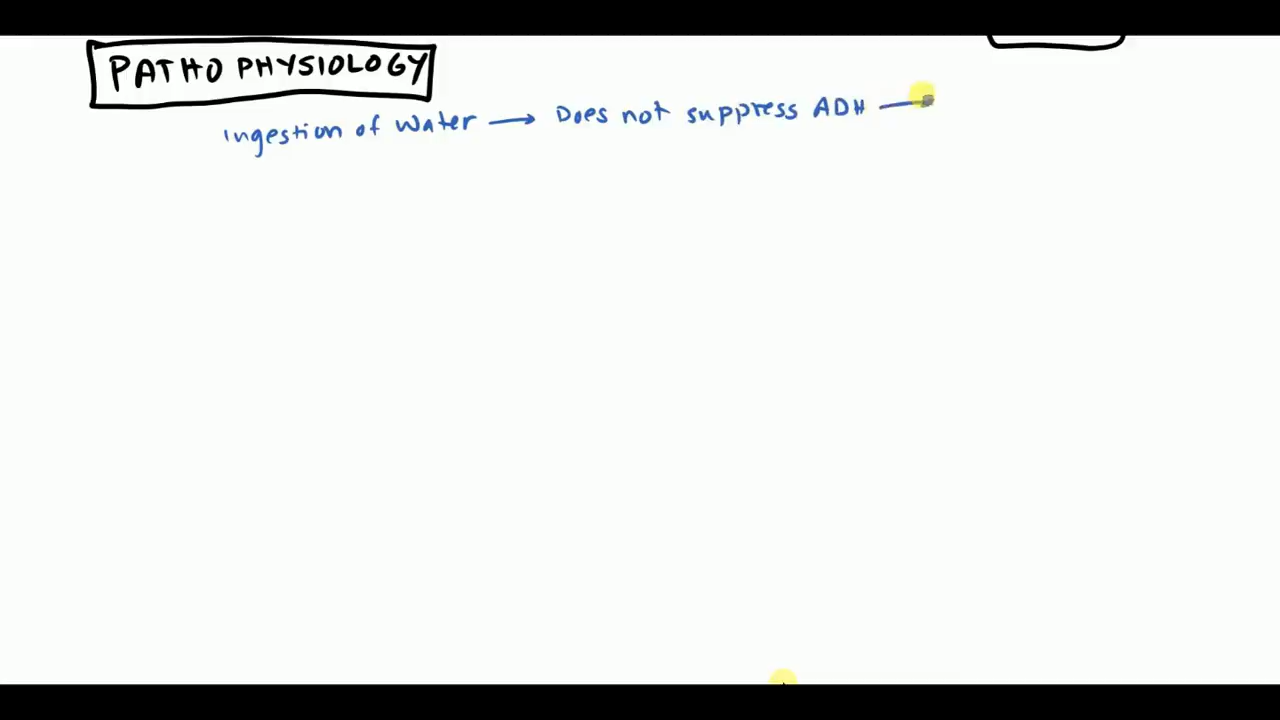 PATHOPHYSIOLOGY
Ingestion of Water → Does not suppress ADH →